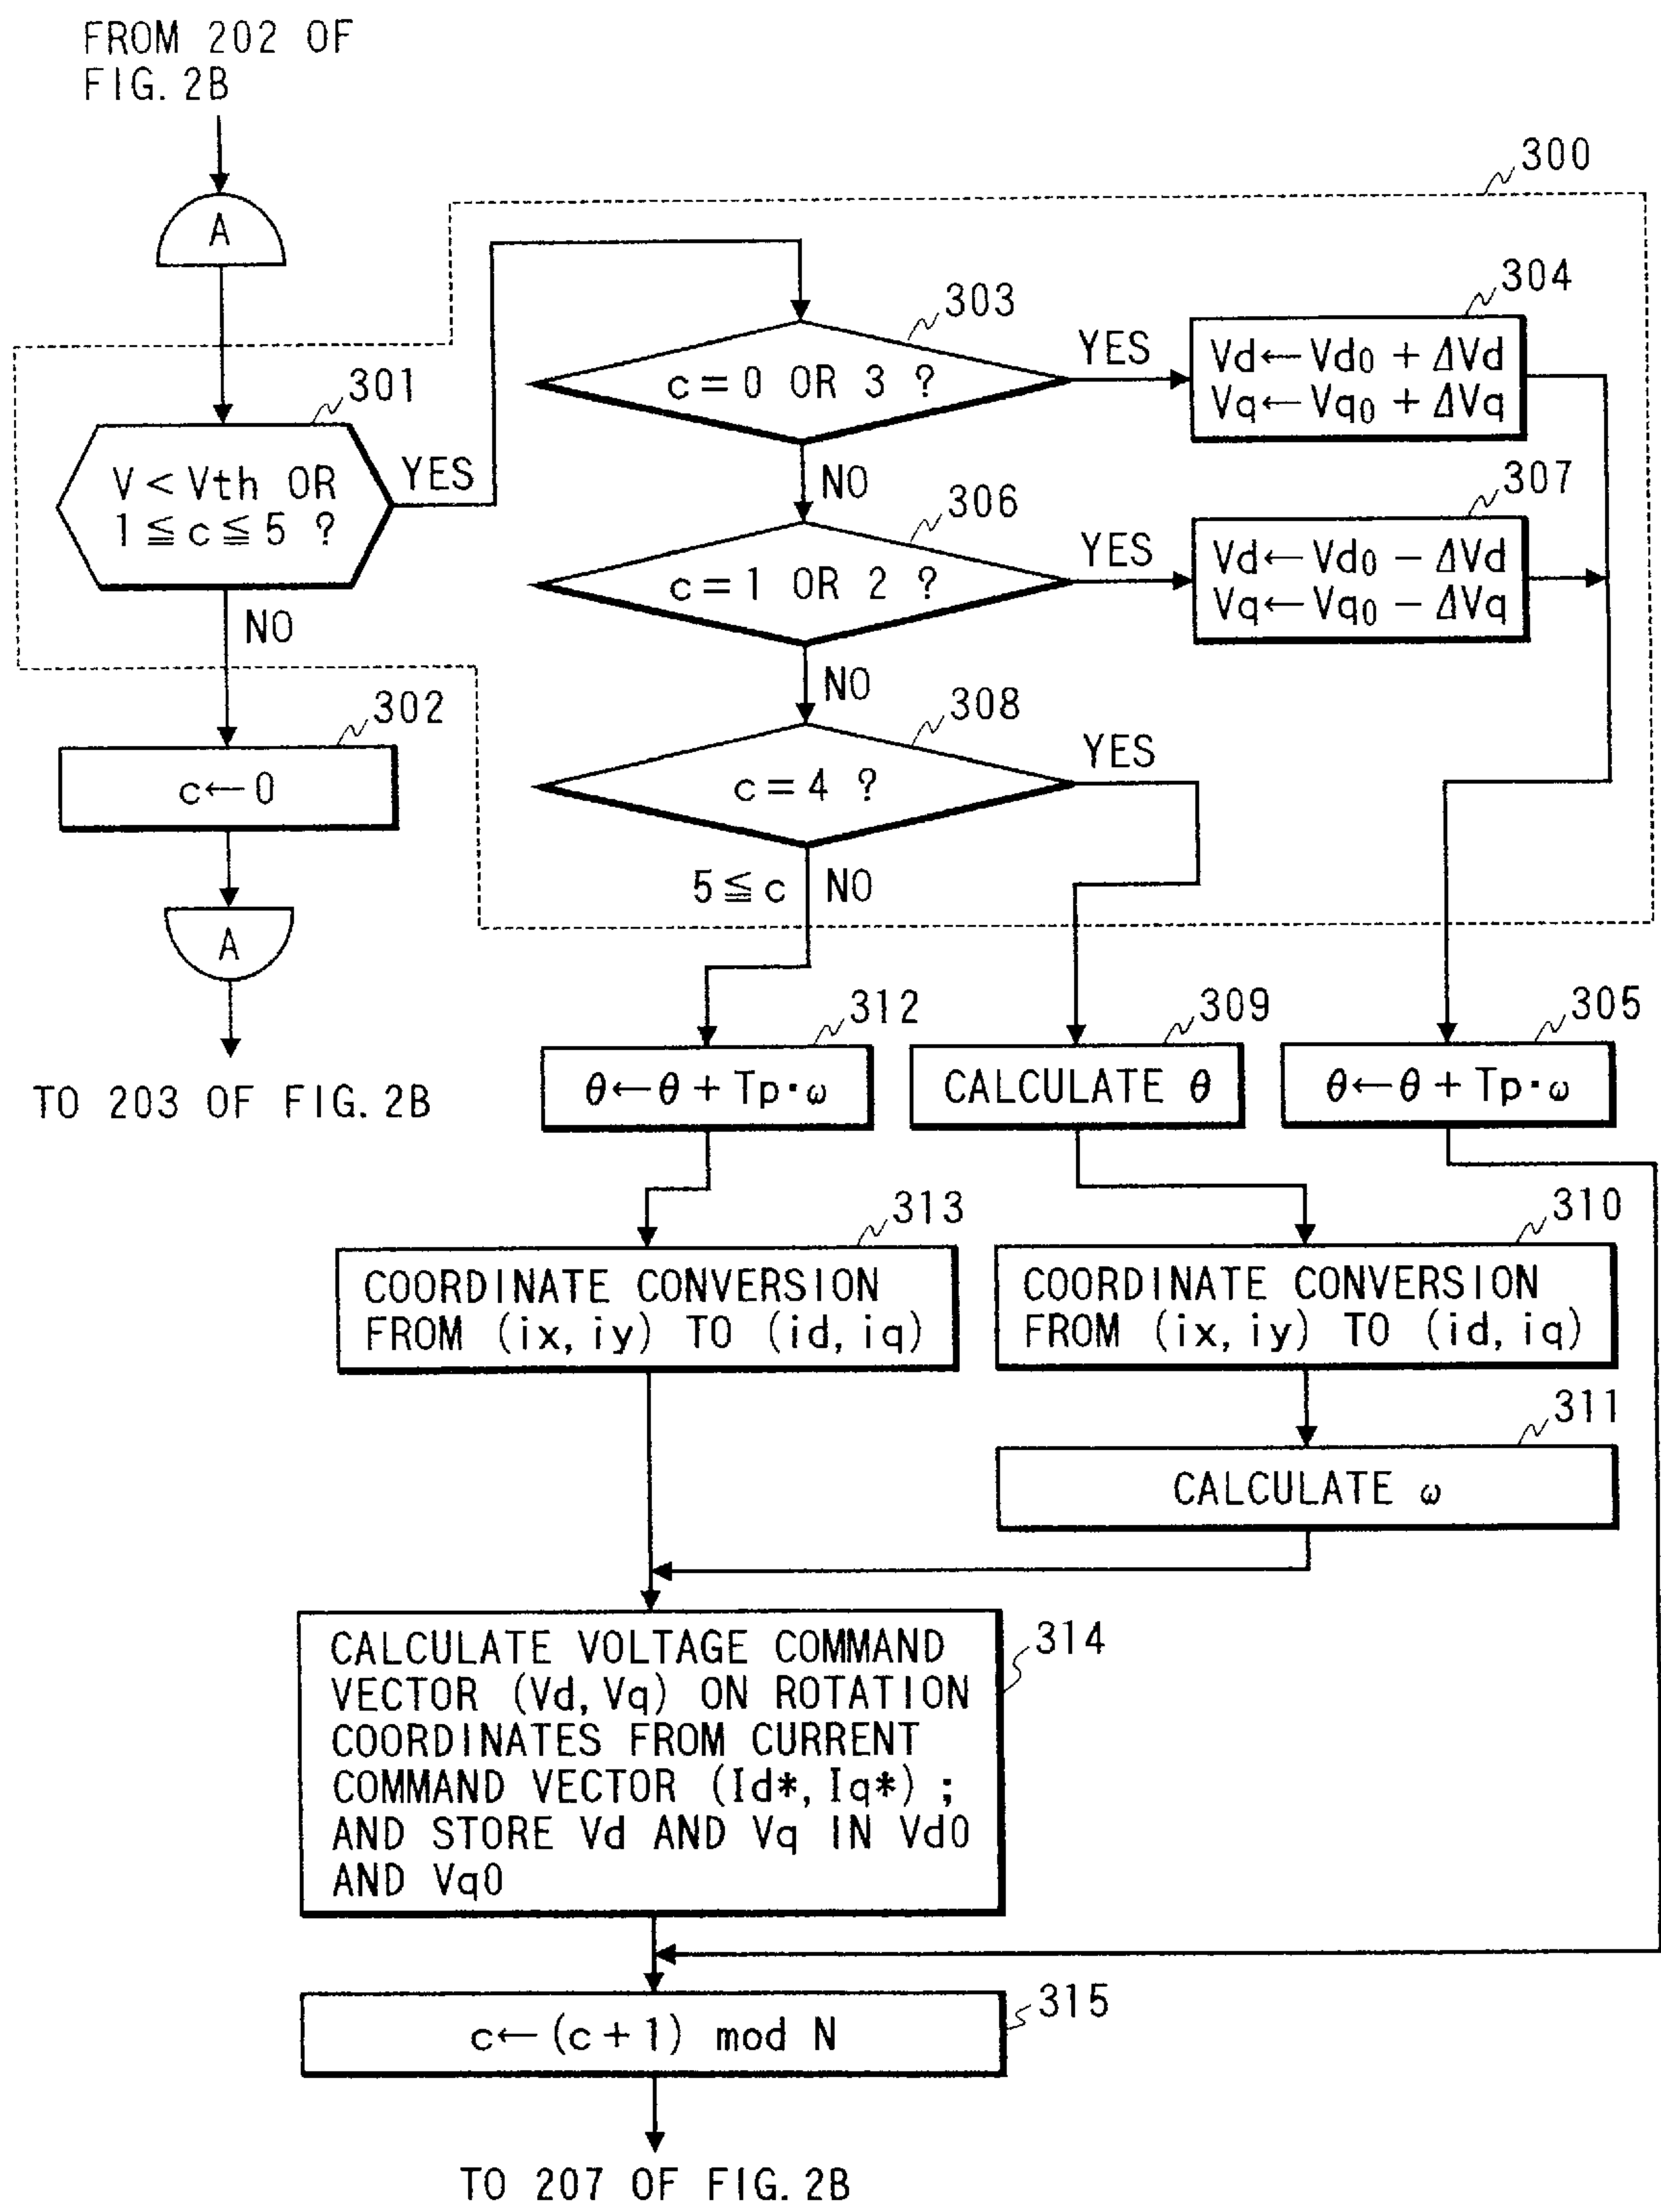 FROM 202 OF
FIG. 2B
A
300
301
V < Vth OR
1 ≦ c ≦ 5 ?
YES
NO
302
c←0
A
TO 203 OF FIG. 2B
303
c = 0 OR 3 ?
YES
NO
304
Vd←Vd0 + ΔVd
Vq←Vq0 + ΔVq
306
c = 1 OR 2 ?
YES
NO
307
Vd←Vd0 − ΔVd
Vq←Vq0 − ΔVq
308
c = 4 ?
YES
5 ≦ c NO
312
θ←θ + Tp·ω
309
CALCULATE θ
305
θ←θ + Tp·ω
313
COORDINATE CONVERSION
FROM (ix, iy) TO (id, iq)
310
COORDINATE CONVERSION
FROM (ix, iy) TO (id, iq)
311
CALCULATE ω
314
CALCULATE VOLTAGE COMMAND
VECTOR (Vd, Vq) ON ROTATION
COORDINATES FROM CURRENT
COMMAND VECTOR (Id*, Iq*) ;
AND STORE Vd AND Vq IN Vd0
AND Vq0
315
c←(c + 1) mod N
TO 207 OF FIG. 2B